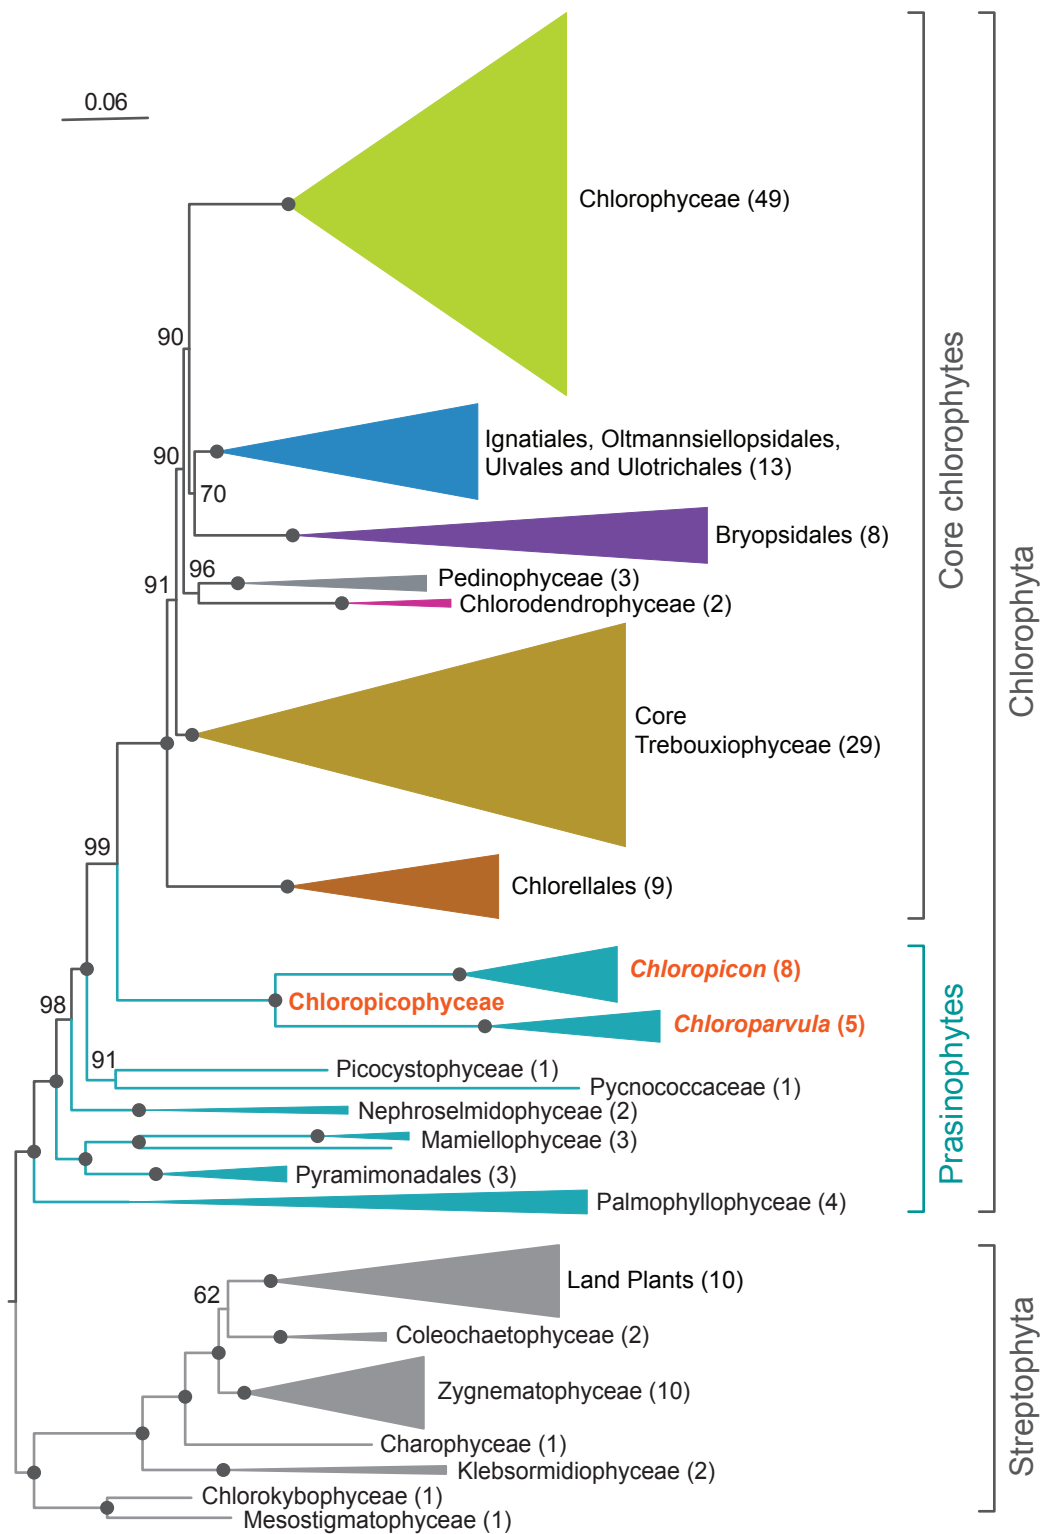 0.06
Chlorophyceae (49)
90
Ignatiales, Oltmannsiellopsidales,
Ulvales and Ulotrichales (13)
90
70
Bryopsidales (8)
96
Pedinophyceae (3)
91
Chlorodendrophyceae (2)
Core
Trebouxiophyceae (29)
99
Chlorellales (9)
Chloropicon (8)
Chloropicophyceae
98
Chloroparvula (5)
91
Picocystophyceae (1)
Pycnococcaceae (1)
Nephroselmidophyceae (2)
Mamiellophyceae (3)
Pyramimonadales (3)
Palmophyllophyceae (4)
Land Plants (10)
62
Coleochaetophyceae (2)
Zygnematophyceae (10)
Charophyceae (1)
Klebsormidiophyceae (2)
Chlorokybophyceae (1)
Mesostigmatophyceae (1)
Core chlorophytes
Prasinophytes
Chlorophyta
Streptophyta